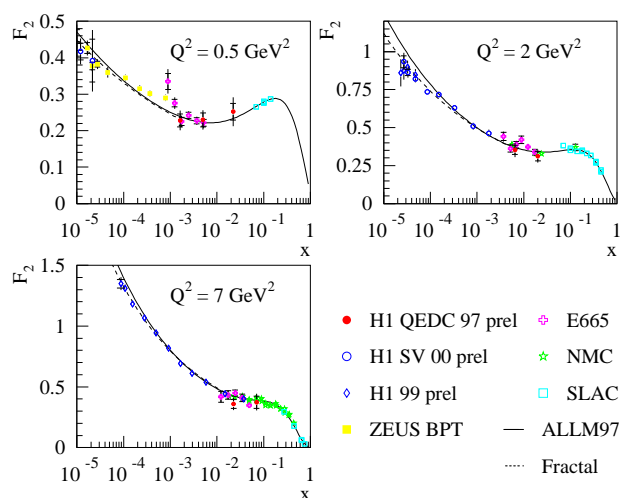 F₂
Q² = 0.5 GeV²
0.5
0.4
0.3
0.2
0.1
0
10⁻⁵ 10⁻⁴ 10⁻³ 10⁻² 10⁻¹ 1
x
F₂
Q² = 2 GeV²
1
0.75
0.5
0.25
0
10⁻⁵ 10⁻⁴ 10⁻³ 10⁻² 10⁻¹ 1
x
F₂
Q² = 7 GeV²
1.5
1
0.5
0
10⁻⁵ 10⁻⁴ 10⁻³ 10⁻² 10⁻¹ 1
x
H1 QEDC 97 prel
H1 SV 00 prel
H1 99 prel
ZEUS BPT
E665
NMC
SLAC
ALLM97
Fractal